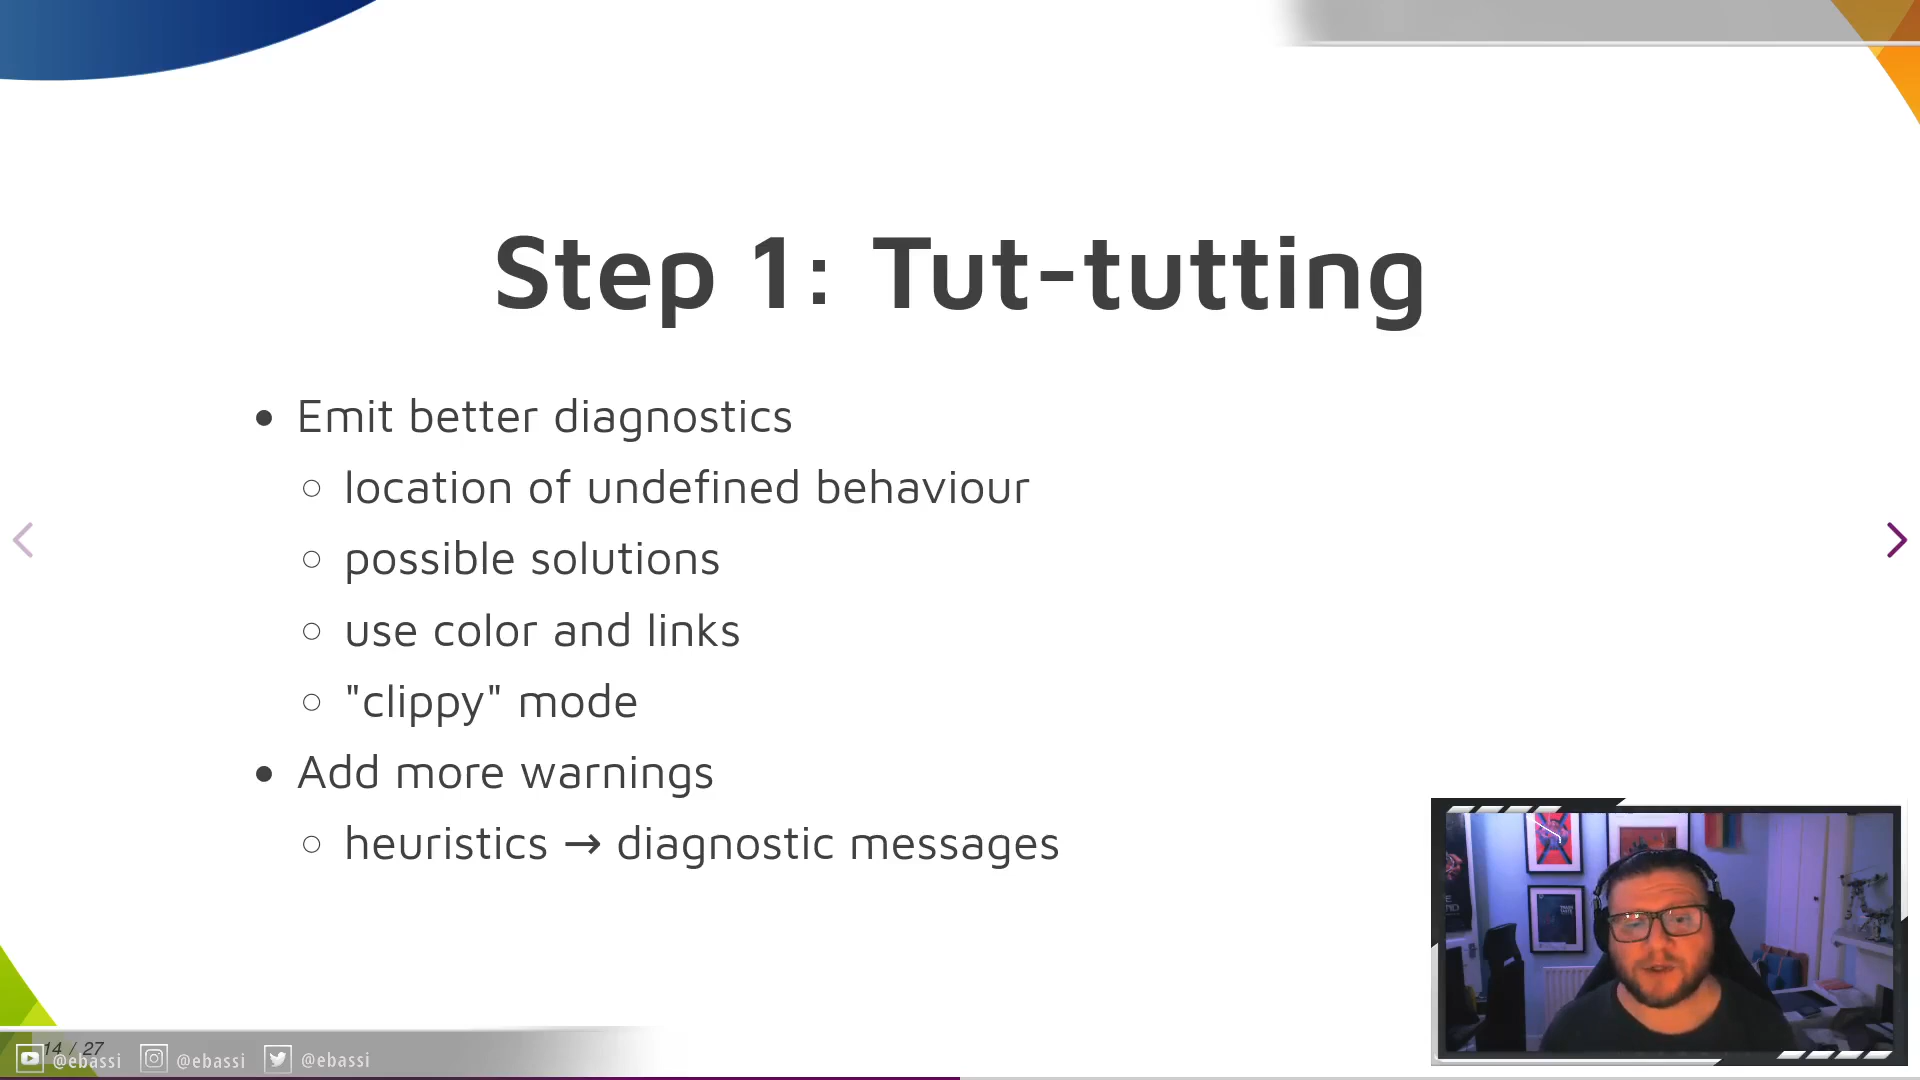 Step 1: Tut-tutting
• Emit better diagnostics
○ location of undefined behaviour
○ possible solutions
○ use color and links
○ "clippy" mode
• Add more warnings
○ heuristics → diagnostic messages
14 / 27
@ebassi @ebassi @ebassi